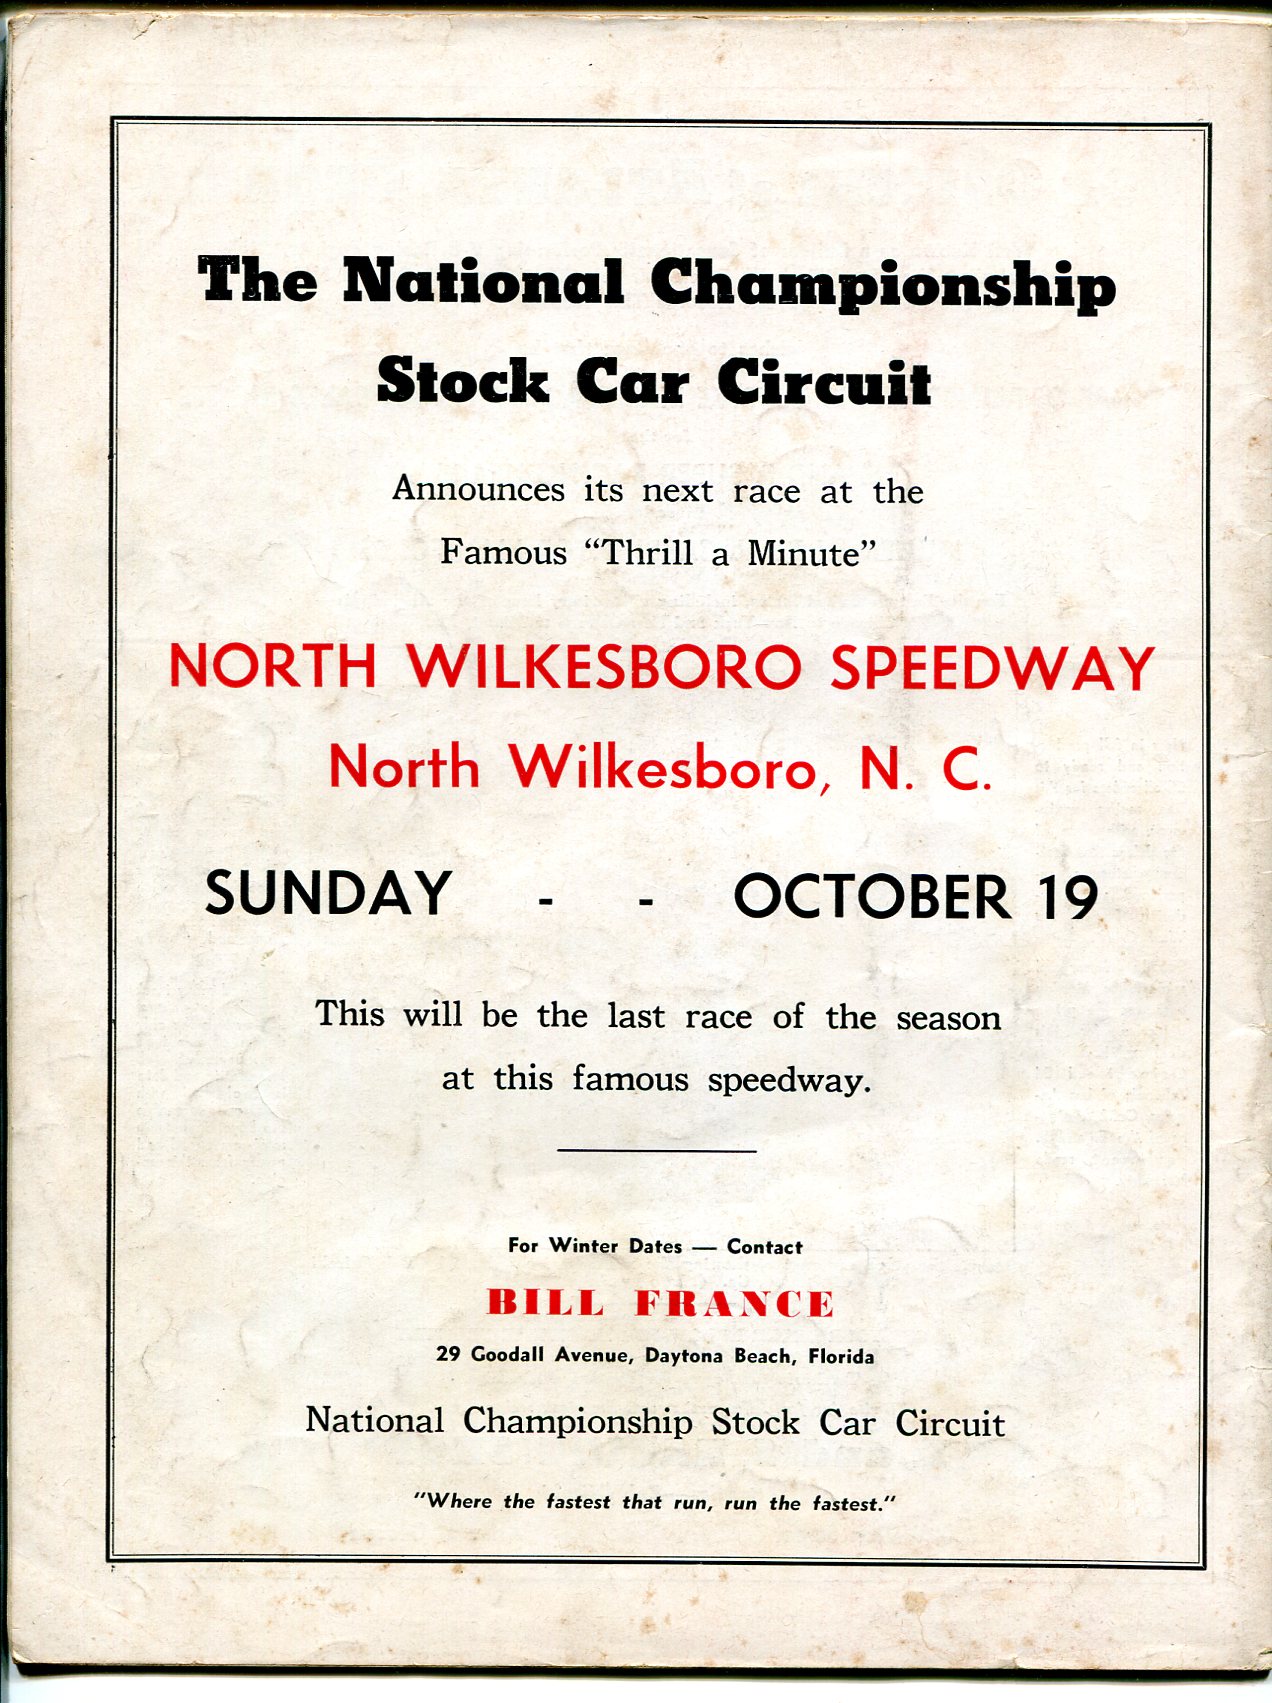 The National Championship
Stock Car Circuit
Announces its next race at the
Famous “Thrill a Minute”
NORTH WILKESBORO SPEEDWAY
North Wilkesboro, N. C.
SUNDAY - - OCTOBER 19
This will be the last race of the season
at this famous speedway.
For Winter Dates — Contact
BILL FRANCE
29 Goodall Avenue, Daytona Beach, Florida
National Championship Stock Car Circuit
"Where the fastest that run, run the fastest."